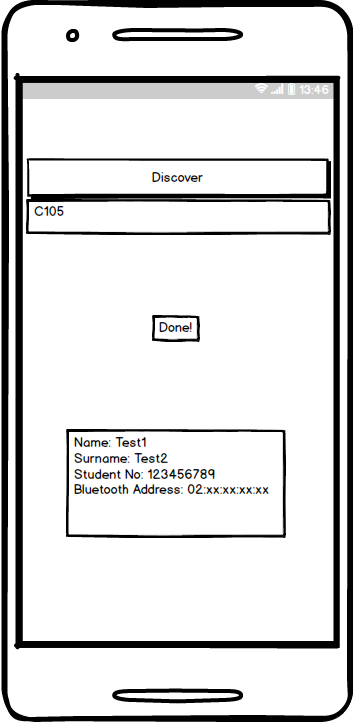 13:46
Discover
C105
Done!
Name: Test1
Surname: Test2
Student No: 123456789
Bluetooth Address: 02:xx:xx:xx:xx